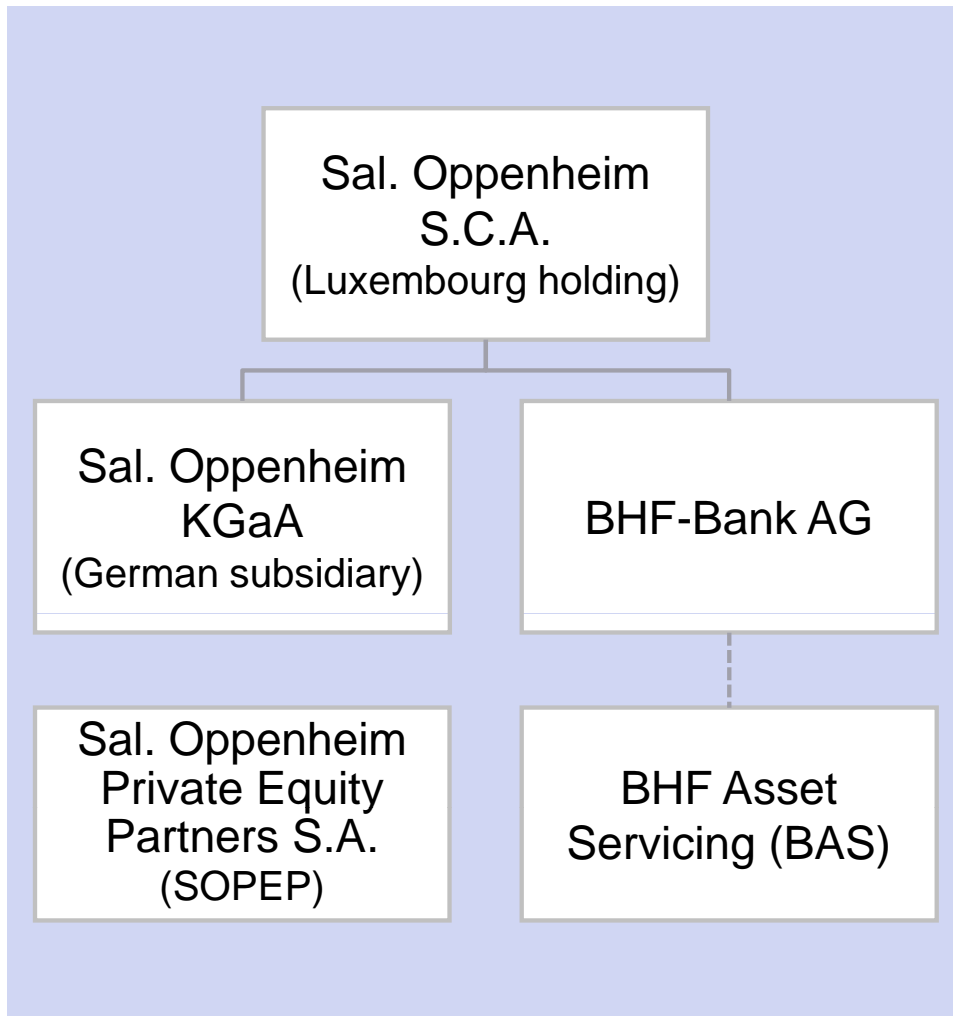 Sal. Oppenheim
S.C.A.
(Luxembourg holding)
Sal. Oppenheim
KGaA
(German subsidiary)
BHF-Bank AG
Sal. Oppenheim
Private Equity
Partners S.A.
(SOPEP)
BHF Asset
Servicing (BAS)